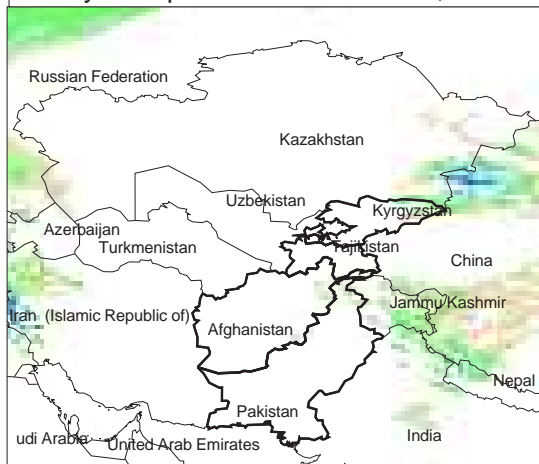 Russian Federation
Kazakhstan
Uzbekistan
Kyrgyzstan
Azerbaijan
Turkmenistan
Tajikistan
China
Jammu Kashmir
Iran (Islamic Republic of)
Afghanistan
Nepal
Pakistan
udi Arabia
United Arab Emirates
India